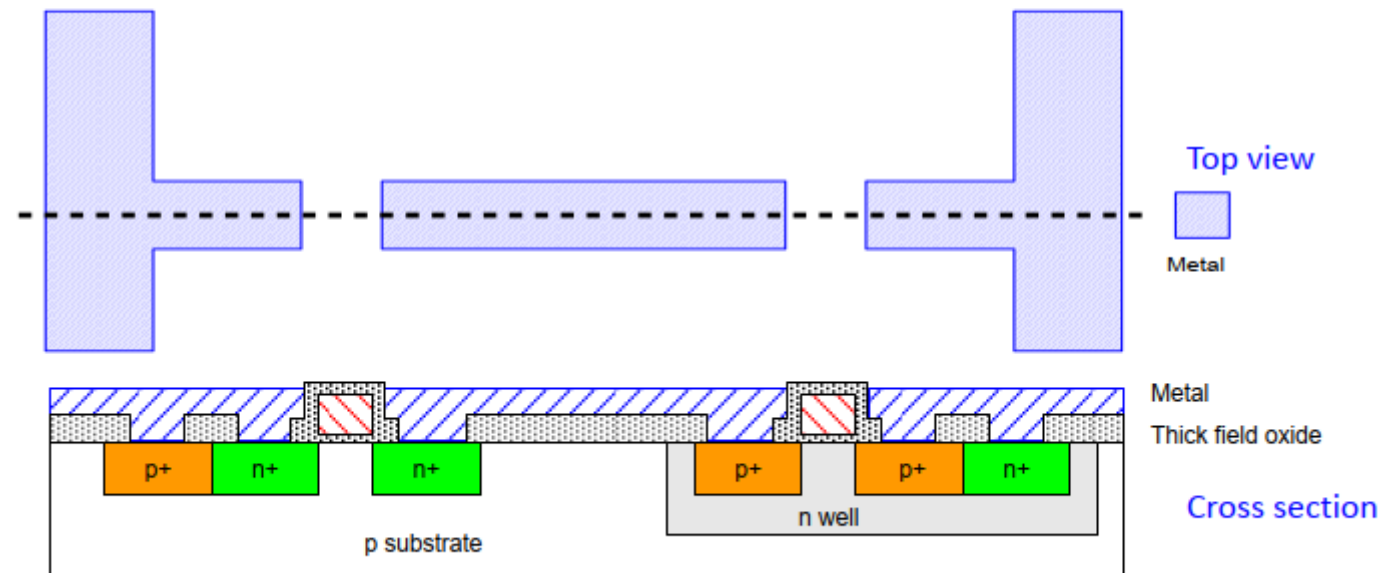 Top view
Metal
Metal
Thick field oxide
p+ n+ n+ p+ p+ n+
n well
Cross section
p substrate